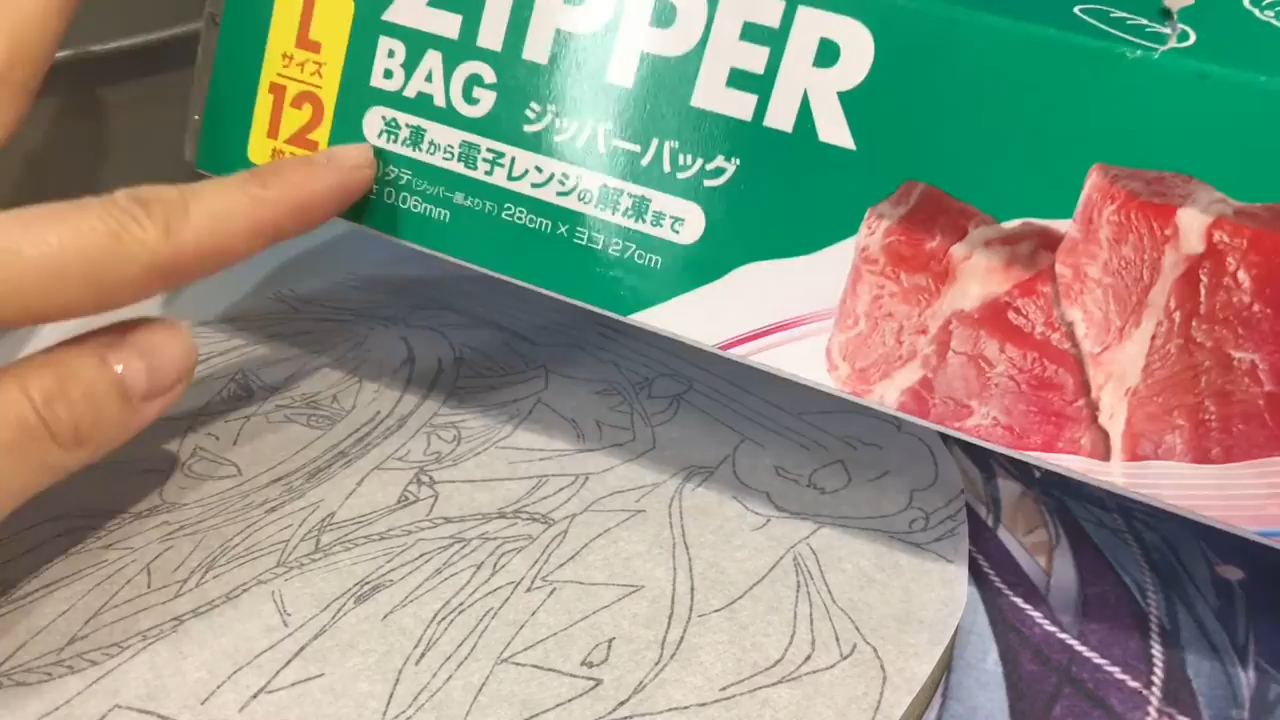 ZIPPER
BAG ジッパーバッグ
L
サイズ
12
冷凍から電子レンジの解凍まで
タテ(ジッパー部より下) 28cm × ヨコ 27cm
さ 0.06mm